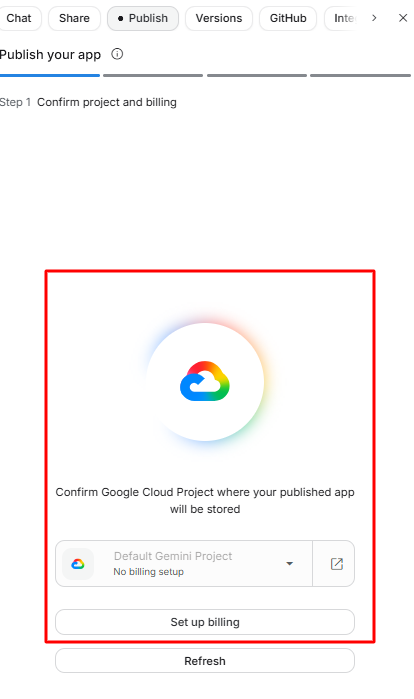 Chat Share Publish Versions GitHub
Publish your app
Step 1 Confirm project and billing
Confirm Google Cloud Project where your published app
will be stored
Default Gemini Project
No billing setup
Set up billing
Refresh